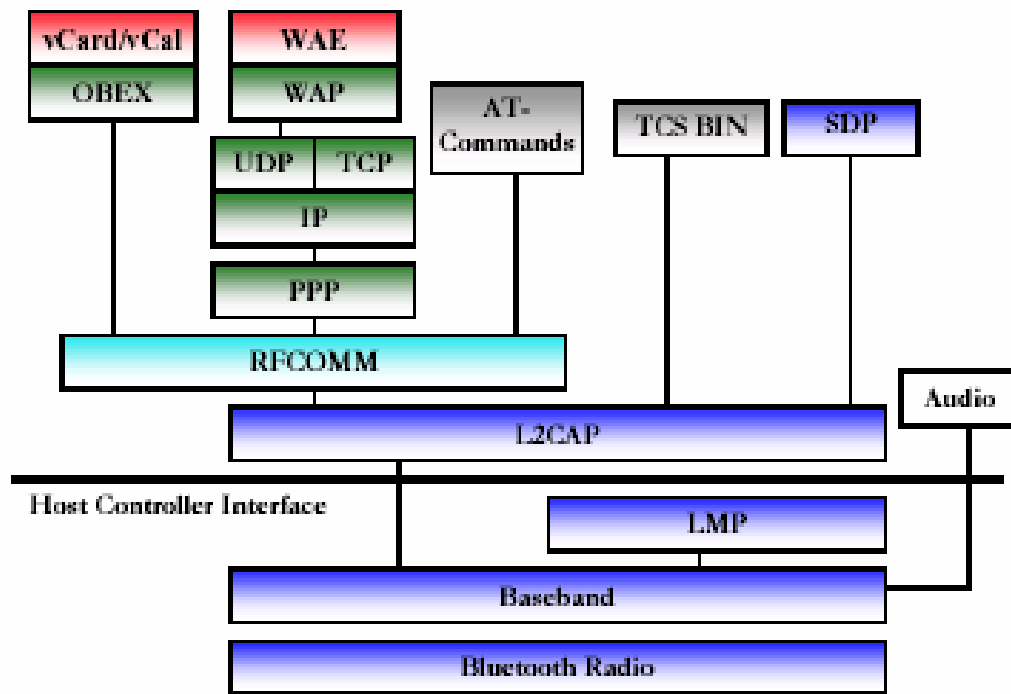 vCard/vCal
WAE
OBEX
WAP
AT-
Commands
TCS BIN
SDP
UDP
TCP
IP
PPP
RFCOMM
Audio
L2CAP
Host Controller Interface
LMP
Baseband
Bluetooth Radio